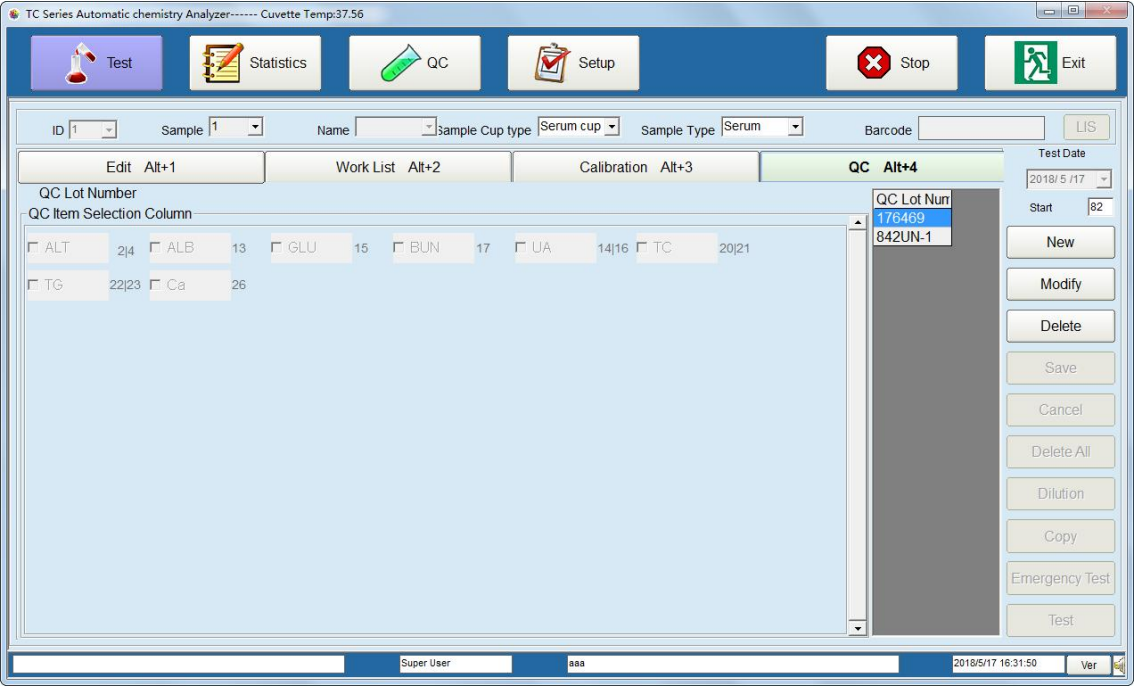 TC Series Automatic chemistry Analyzer------ Cuvette Temp:37.56
Test Statistics QC Setup Stop Exit
ID 1 Sample 1 Name Sample Cup type Serum cup Sample Type Serum Barcode LIS
Edit Alt+1 Work List Alt+2 Calibration Alt+3 QC Alt+4
Test Date
2018/ 5 /17
Start 82
QC Lot Number
QC Item Selection Column
ALT 2|4 ALB 13 GLU 15 BUN 17 UA 14|16 TC 20|21
TG 22|23 Ca 26
QC Lot Num
176469
842UN-1
New
Modify
Delete
Save
Cancel
Delete All
Dilution
Copy
Emergency Test
Test
Super User aaa 2018/5/17 16:31:50 Ver